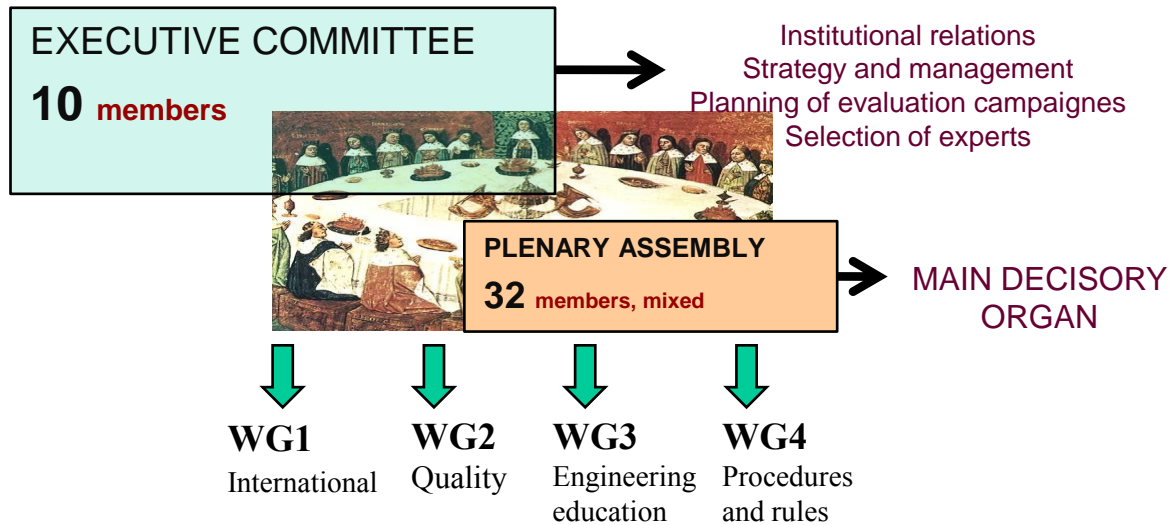 EXECUTIVE COMMITTEE
10 members
Institutional relations
Strategy and management
Planning of evaluation campaignes
Selection of experts
PLENARY ASSEMBLY
32 members, mixed
MAIN DECISORY
ORGAN
WG1
International
WG2
Quality
WG3
Engineering
education
WG4
Procedures
and rules